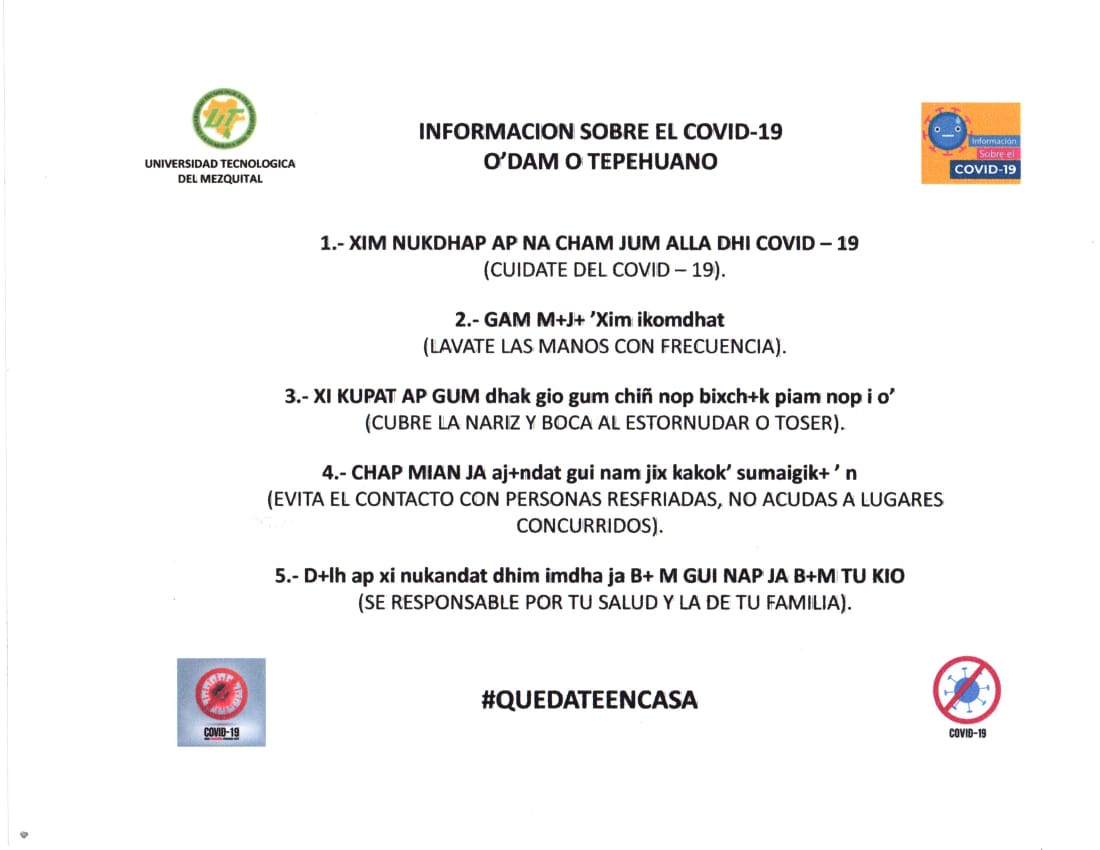 UNIVERSIDAD TECNOLOGICA
DEL MEZQUITAL
INFORMACION SOBRE EL COVID-19
O’DAM O TEPEHUANO
Información
Sobre el
COVID-19
1.- XIM NUKDHAP AP NA CHAM JUM ALLA DHI COVID – 19
(CUIDATE DEL COVID – 19).
2.- GAM M+J+ ’Xim ikomdhat
(LAVATE LAS MANOS CON FRECUENCIA).
3.- XI KUPAT AP GUM dhak gio gum chiñ nop bixch+k piam nop i o’
(CUBRE LA NARIZ Y BOCA AL ESTORNUDAR O TOSER).
4.- CHAP MIAN JA aj+ndat gui nam jix kakok’ sumaigik+ ’ n
(EVITA EL CONTACTO CON PERSONAS RESFRIADAS, NO ACUDAS A LUGARES
CONCURRIDOS).
5.- D+lh ap xi nukandat dhim imdha ja B+ M GUI NAP JA B+M TU KIO
(SE RESPONSABLE POR TU SALUD Y LA DE TU FAMILIA).
COVID-19
#QUEDATEENCASA
COVID-19